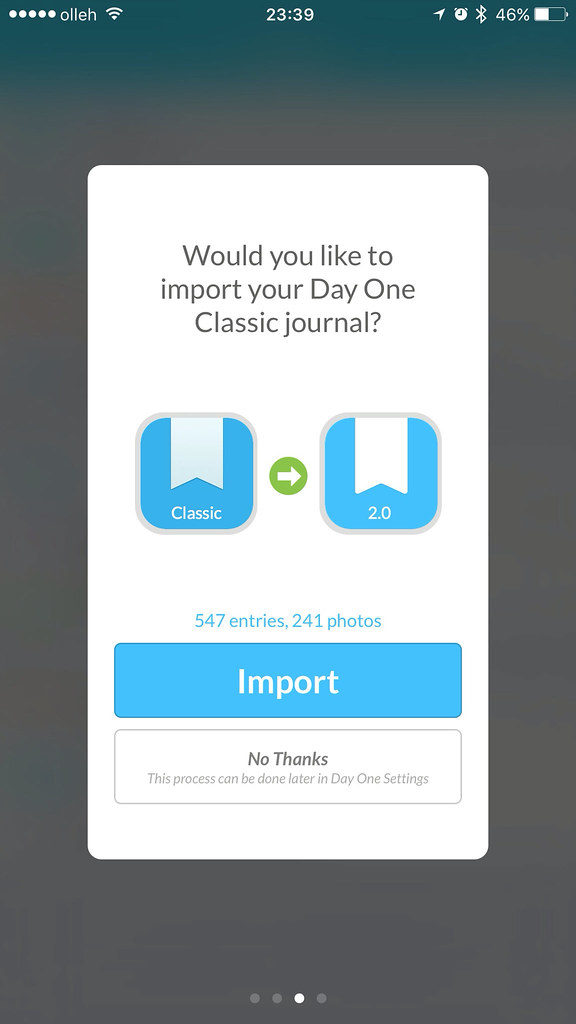 olleh 23:39 46%
Would you like to
import your Day One
Classic journal?
Classic 2.0
547 entries, 241 photos
Import
No Thanks
This process can be done later in Day One Settings